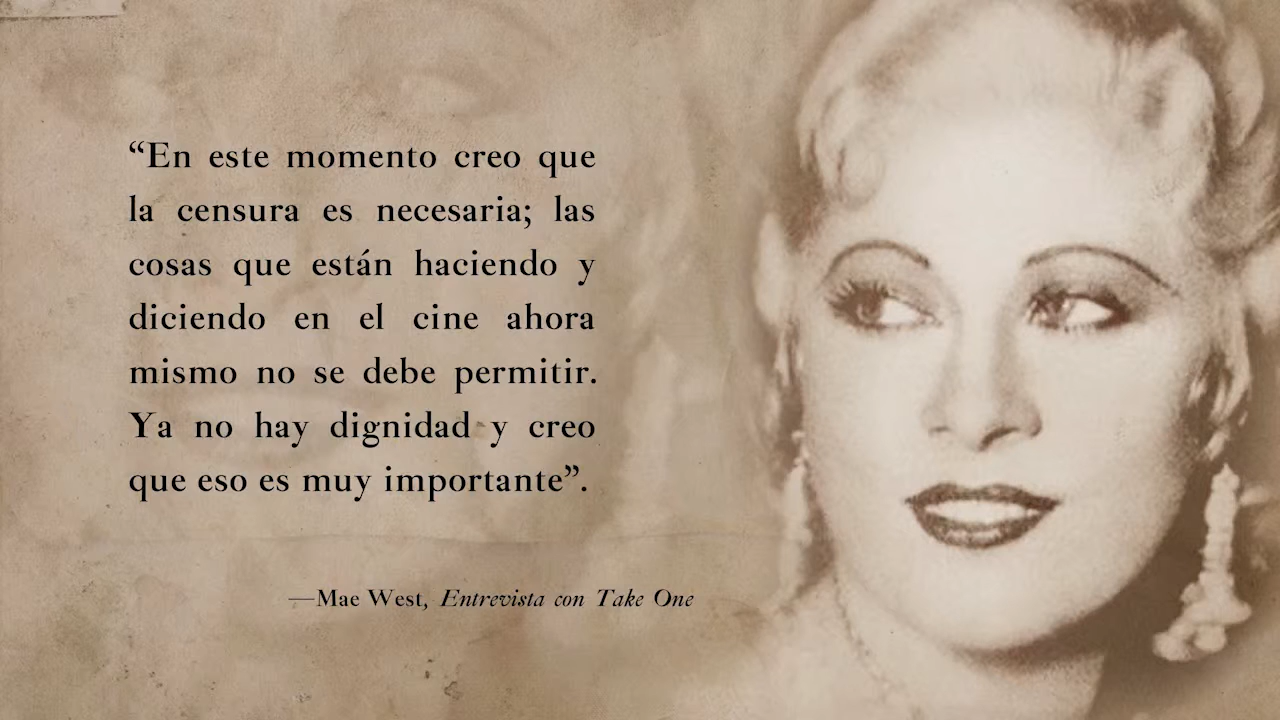 “En este momento creo que
la censura es necesaria; las
cosas que están haciendo y
diciendo en el cine ahora
mismo no se debe permitir.
Ya no hay dignidad y creo
que eso es muy importante”.
—Mae West, Entrevista con Take One